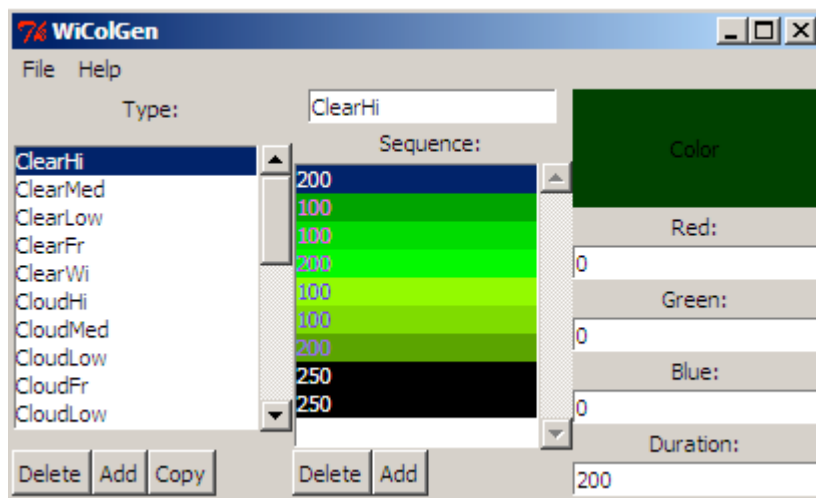 WiColGen
File Help
Type:
ClearHi
ClearMed
ClearLow
ClearFr
ClearWi
CloudHi
CloudMed
CloudLow
CloudFr
CloudLow
Delete Add Copy
ClearHi
Sequence:
200
100
100
200
100
100
200
250
250
Delete Add
Color
Red:
0
Green:
0
Blue:
0
Duration:
200